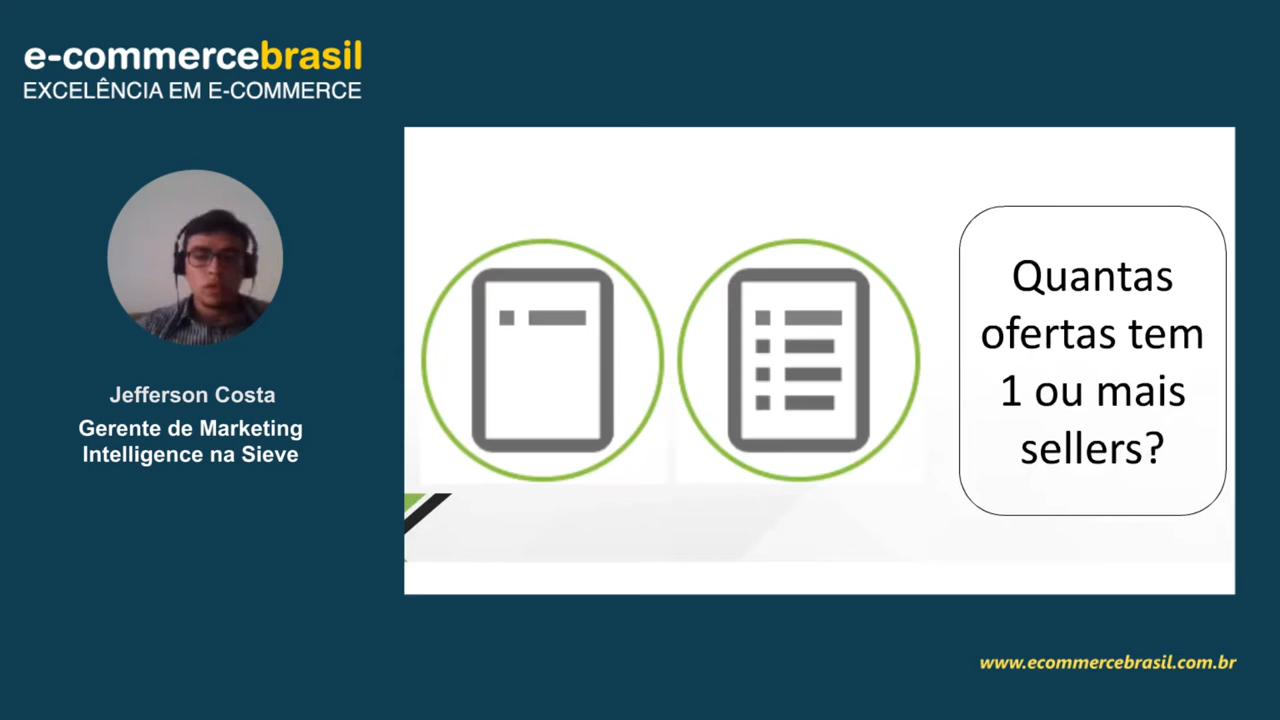 e-commercebrasil
EXCELÊNCIA EM E-COMMERCE
Jefferson Costa
Gerente de Marketing
Intelligence na Sieve
Quantas
ofertas tem
1 ou mais
sellers?
www.ecommercebrasil.com.br